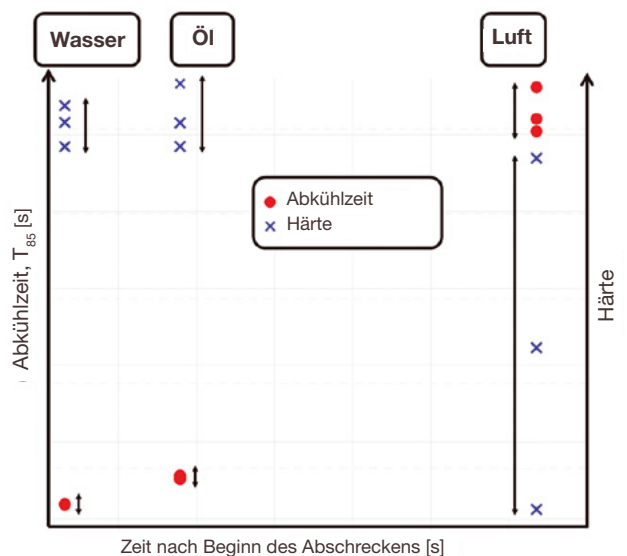 Wasser
Öl
Luft
Abkühlzeit, T85 [s]
Abkühlzeit
Härte
Härte
Zeit nach Beginn des Abschreckens [s]